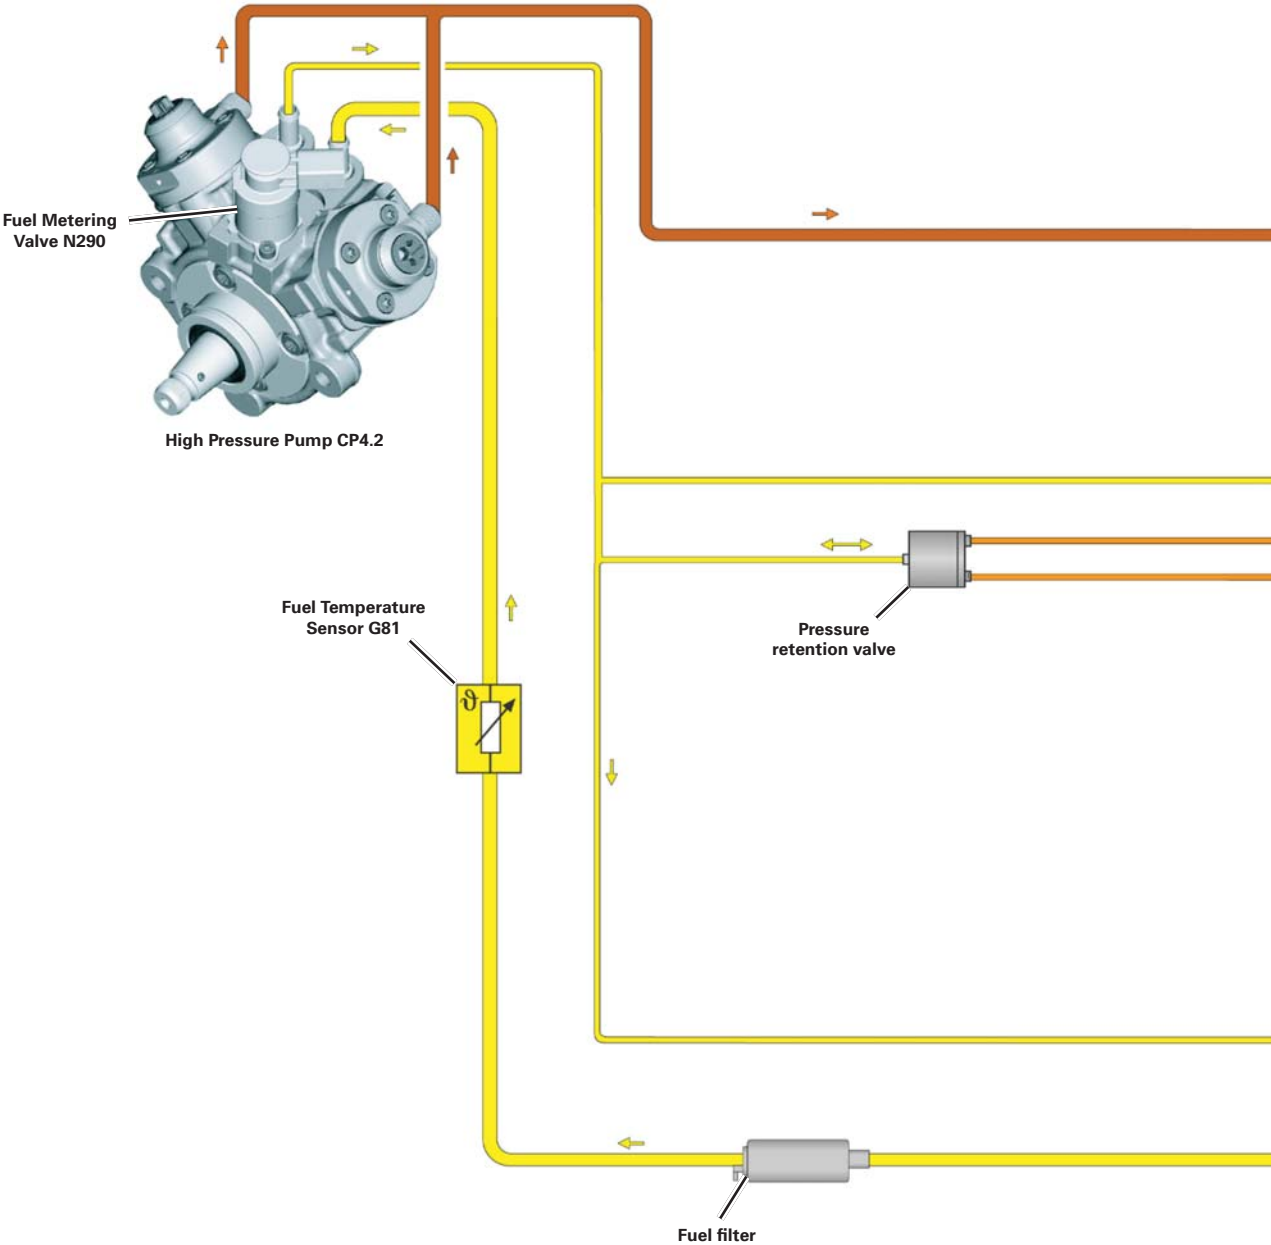 Fuel Metering
Valve N290
High Pressure Pump CP4.2
Fuel Temperature
Sensor G81
Pressure
retention valve
ϑ
Fuel filter